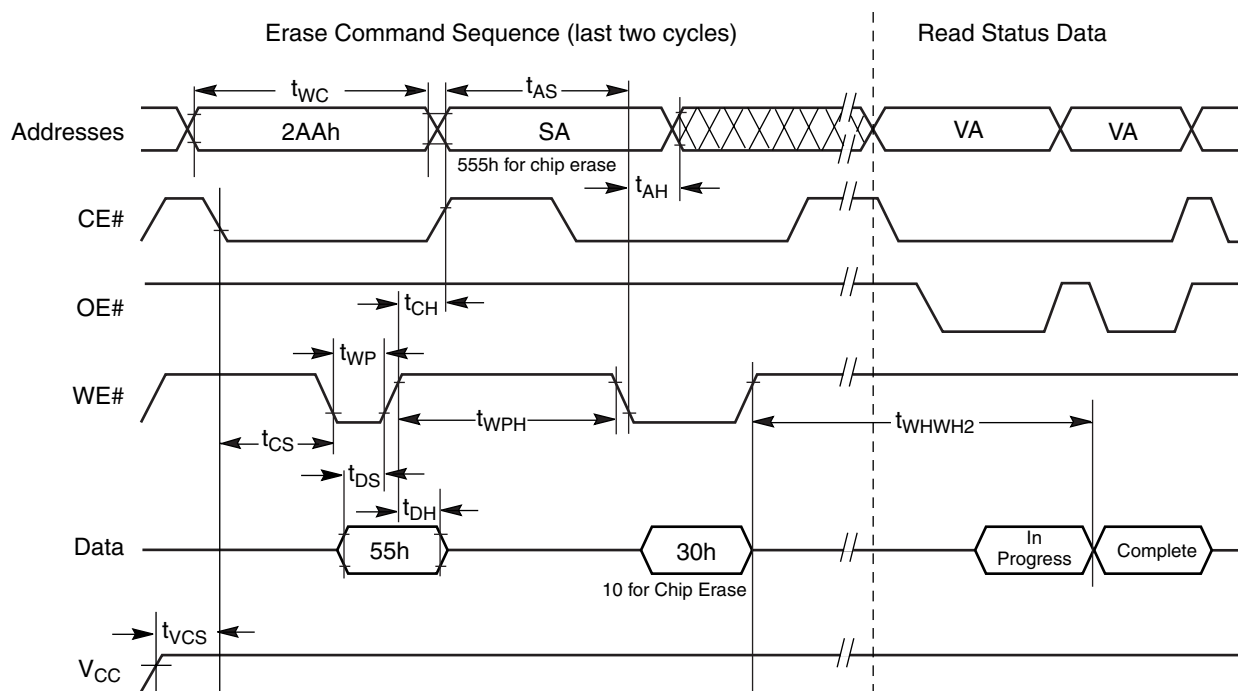 Erase Command Sequence (last two cycles)
Read Status Data
tWC
tAS
Addresses
2AAh
SA
VA
VA
555h for chip erase
tAH
CE#
OE#
tCH
tWP
WE#
tWPH
tWHWH2
tCS
tDS
tDH
Data
55h
30h
In
Progress
Complete
10 for Chip Erase
tVCS
VCC